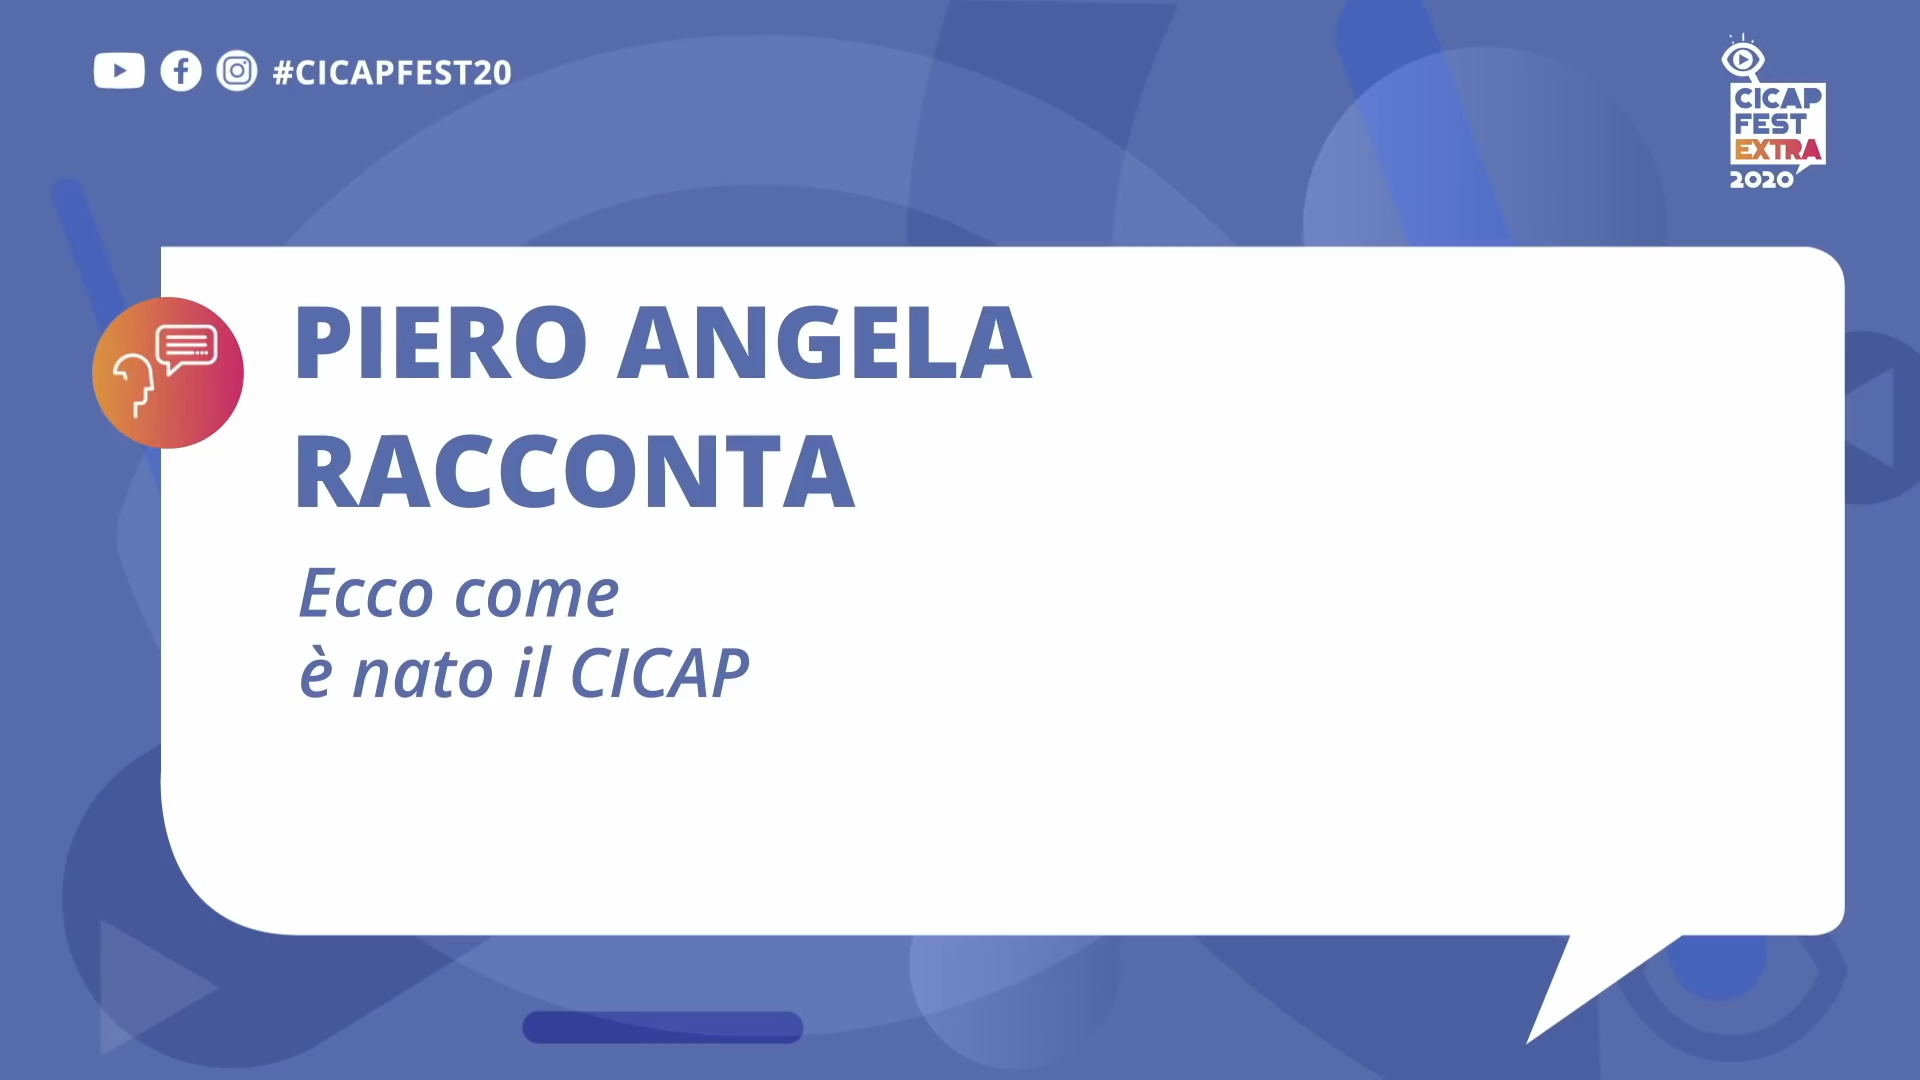 #CICAPFEST20
CICAP
FEST
EXTRA
2020
PIERO ANGELA
RACCONTA
Ecco come
è nato il CICAP